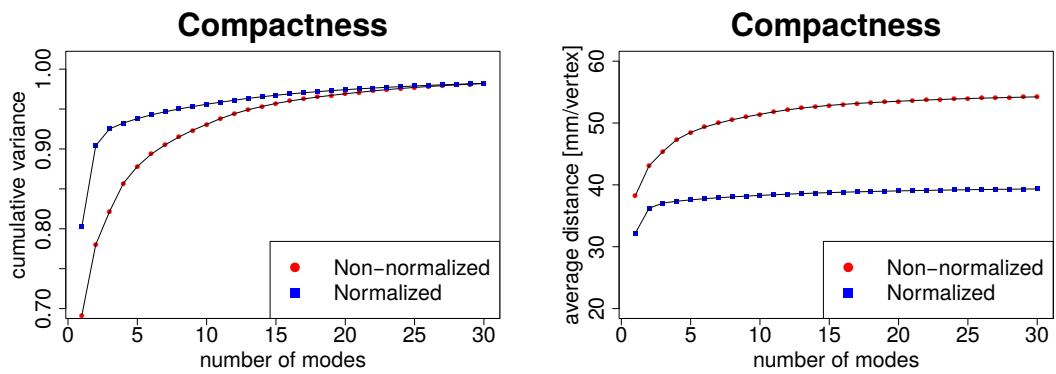 Compactness
cumulative variance
1.00
0.90
0.80
0.70
0 5 10 15 20 25 30
number of modes
Non−normalized
Normalized
Compactness
average distance [mm/vertex]
60
50
40
30
20
0 5 10 15 20 25 30
number of modes
Non−normalized
Normalized